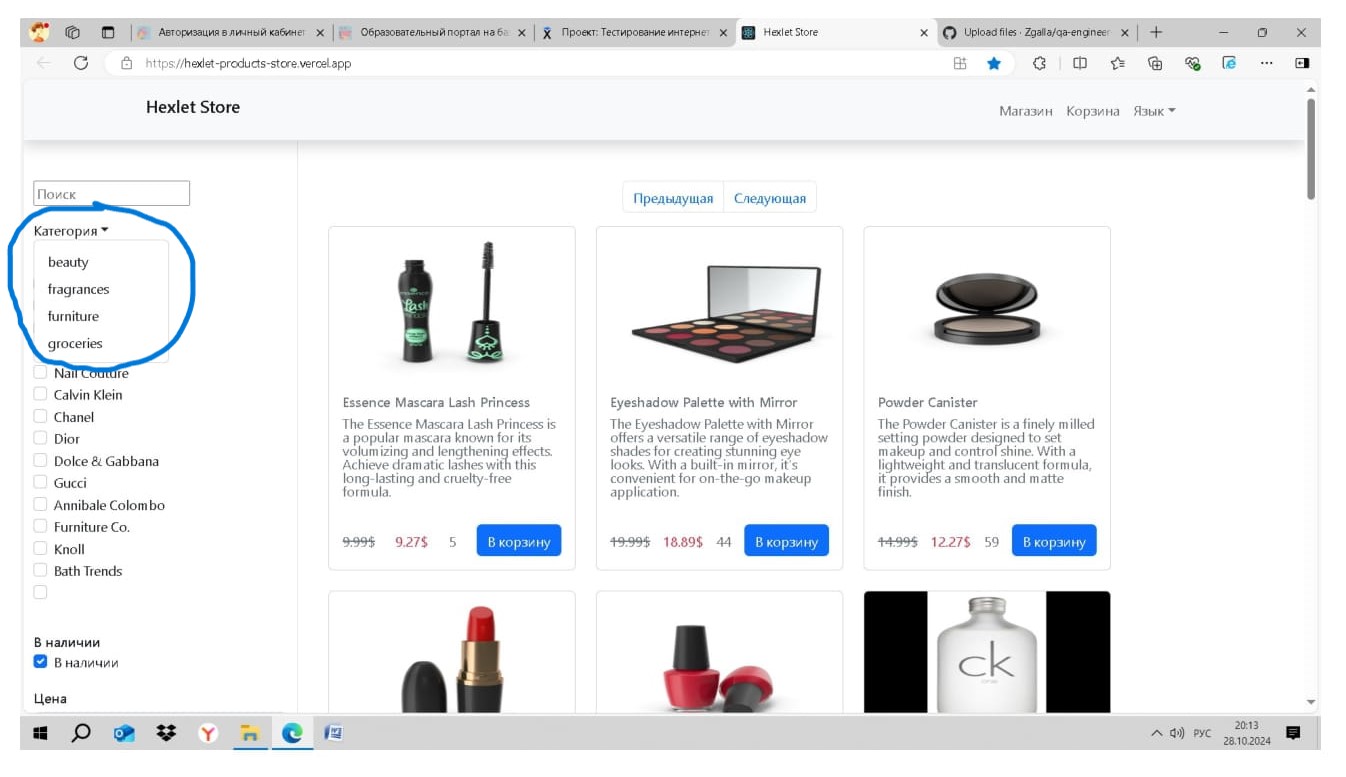 Авторизация в личный кабинет
Образовательный портал на ба
Проект: Тестирование интернет
Hexlet Store
Upload files · Zgalla/qa-engineer
https://hexlet-products-store.vercel.app
Hexlet Store
Магазин Корзина Язык
Поиск
Предыдущая Следующая
Категория
beauty
fragrances
furniture
groceries
Nail Couture
Calvin Klein
Chanel
Dior
Dolce & Gabbana
Gucci
Annibale Colombo
Furniture Co.
Knoll
Bath Trends
В наличии
В наличии
Цена
Essence Mascara Lash Princess
The Essence Mascara Lash Princess is
a popular mascara known for its
volumizing and lengthening effects.
Achieve dramatic lashes with this
long-lasting and cruelty-free
formula.
9.99$ 9.27$ 5 В корзину
Eyeshadow Palette with Mirror
The Eyeshadow Palette with Mirror
offers a versatile range of eyeshadow
shades for creating stunning eye
looks. With a built-in mirror, it's
convenient for on-the-go makeup
application.
19.99$ 18.89$ 44 В корзину
Powder Canister
The Powder Canister is a finely milled
setting powder designed to set
makeup and control shine. With a
lightweight and translucent formula,
it provides a smooth and matte
finish.
14.99$ 12.27$ 59 В корзину
Lash
ck
РУС
20:13
28.10.2024